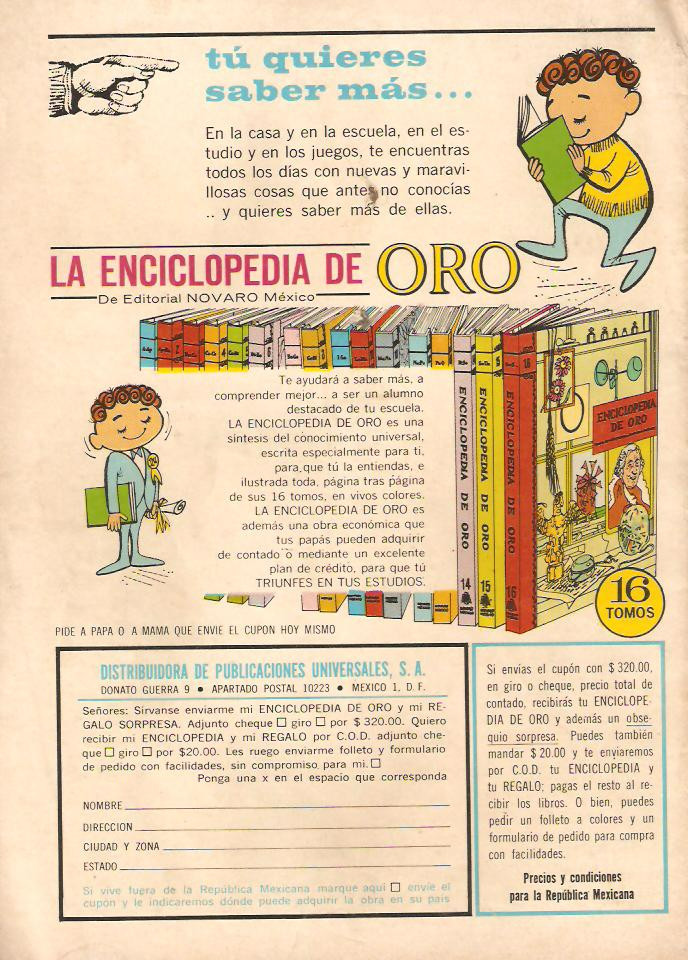 tú quieres
saber más...
En la casa y en la escuela, en el es-
tudio y en los juegos, te encuentras
todos los días con nuevas y maravi-
llosas cosas que antes no conocías
.. y quieres saber más de ellas.
LA ENCICLOPEDIA DE ORO
De Editorial NOVARO México
Te ayudará a saber más, a
comprender mejor... a ser un alumno
destacado de tu escuela.
LA ENCICLOPEDIA DE ORO es una
síntesis del conocimiento universal,
escrita especialmente para ti,
para que tú la entiendas, e
ilustrada toda, página tras página
de sus 16 tomos, en vivos colores.
LA ENCICLOPEDIA DE ORO es
además una obra económica que
tus papás pueden adquirir
de contado o mediante un excelente
plan de crédito, para que tú
TRIUNFES EN TUS ESTUDIOS.
ENCICLOPEDIA DE ORO
14
ENCICLOPEDIA DE ORO
15
ENCICLOPEDIA DE ORO
16
ENCICLOPEDIA
DE ORO
16
TOMOS
PIDE A PAPA O A MAMA QUE ENVIE EL CUPON HOY MISMO
DISTRIBUIDORA DE PUBLICACIONES UNIVERSALES, S. A.
DONATO GUERRA 9 ● APARTADO POSTAL 10223 ● MEXICO 1, D. F.
Señores: Sírvanse enviarme mi ENCICLOPEDIA DE ORO y mi RE-
GALO SORPRESA. Adjunto cheque □ giro □ por $ 320.00. Quiero
recibir mi ENCICLOPEDIA y mi REGALO por C.O.D. adjunto che-
que □ giro □ por $20.00. Les ruego enviarme folleto y formulario
de pedido con facilidades, sin compromiso para mi. □
Ponga una x en el espacio que corresponda
NOMBRE
DIRECCION
CIUDAD Y ZONA
ESTADO
Si vive fuera de la República Mexicana marque aquí □ envíe el
cupón y le indicaremos dónde puede adquirir la obra en su país
Si envías el cupón con $ 320.00,
en giro o cheque, precio total de
contado, recibirás tu ENCICLOPE-
DIA DE ORO y además un obse-
quio sorpresa. Puedes también
mandar $ 20.00 y te enviaremos
por C.O.D. tu ENCICLOPEDIA y
tu REGALO; pagas el resto al re-
cibir los libros. O bien, puedes
pedir un folleto a colores y un
formulario de pedido para compra
con facilidades.
Precios y condiciones
para la República Mexicana